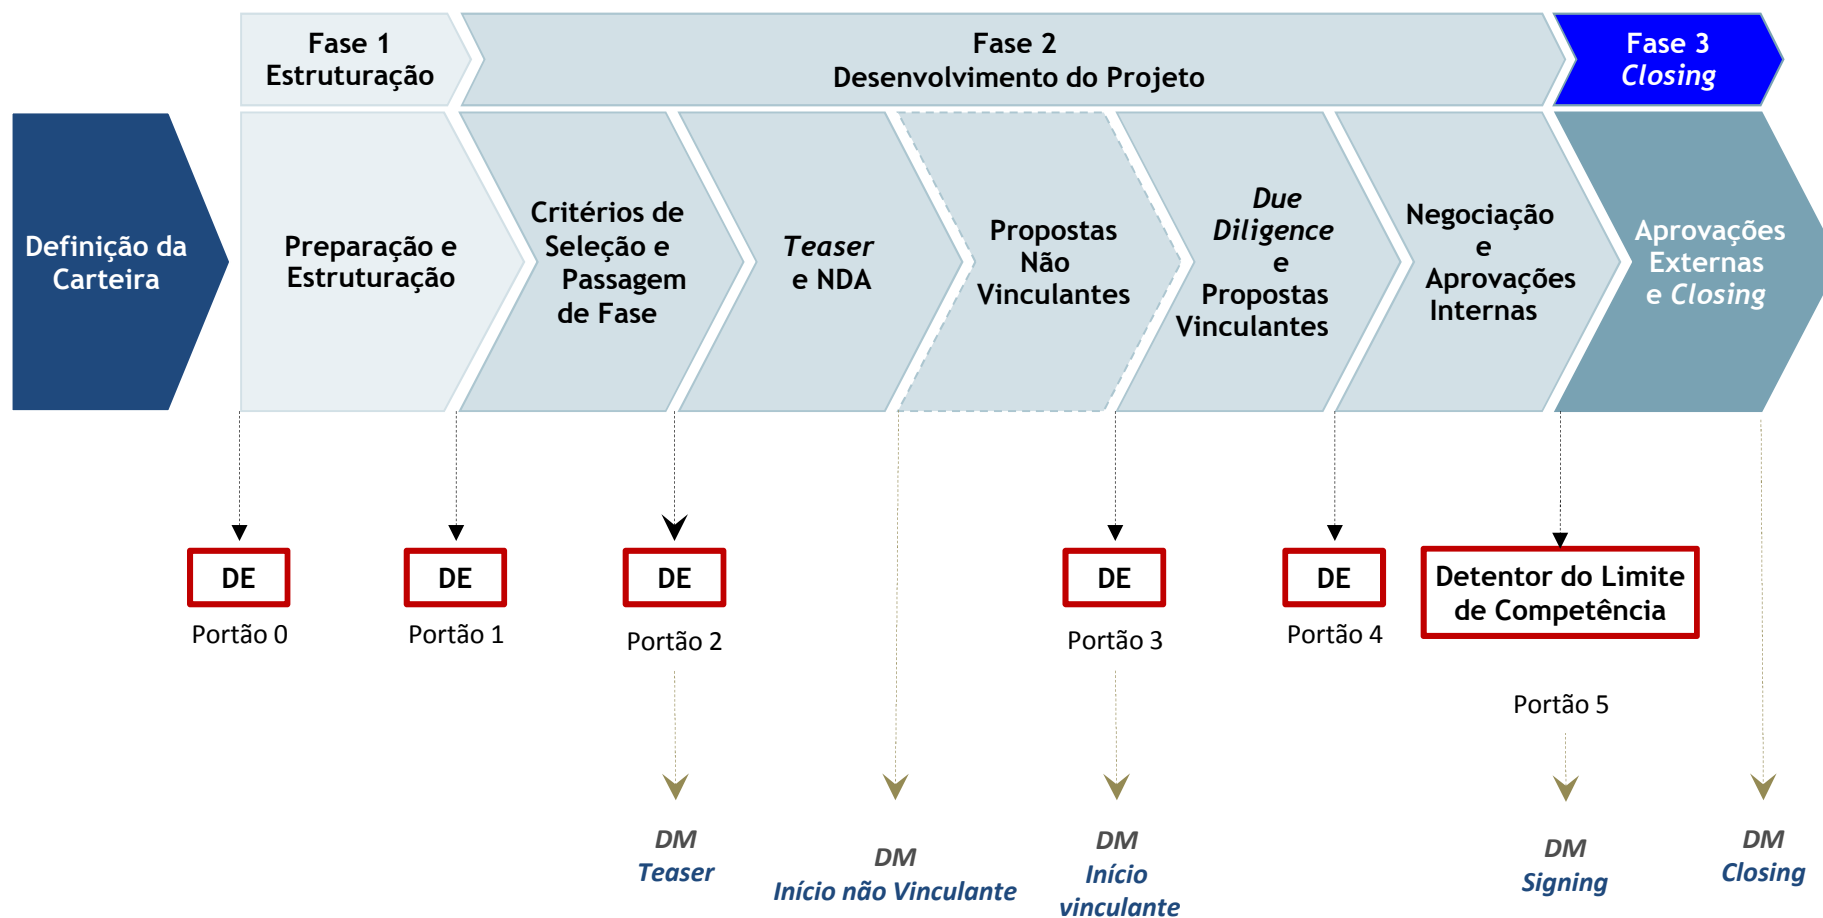 Fase 1
Estruturação
Fase 2
Desenvolvimento do Projeto
Fase 3
Closing
Definição da
Carteira
Preparação e
Estruturação
Critérios de
Seleção e
Passagem
de Fase
Teaser
e NDA
Propostas
Não
Vinculantes
Due
Diligence
e
Propostas
Vinculantes
Negociação
e
Aprovações
Internas
Aprovações
Externas
e Closing
DE
Portão 0
DE
Portão 1
DE
Portão 2
DE
Portão 3
DE
Portão 4
Detentor do Limite
de Competência
Portão 5
DM
Teaser
DM
Início não Vinculante
DM
Início
vinculante
DM
Signing
DM
Closing